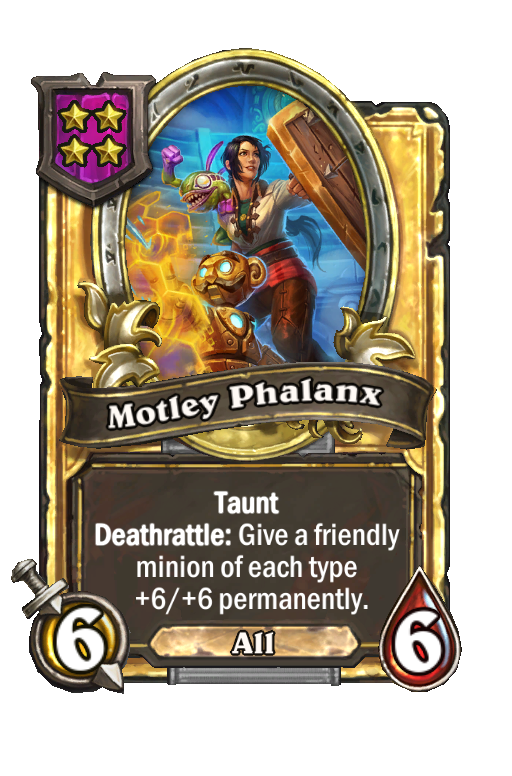 Motley Phalanx
Taunt
Deathrattle: Give a friendly
minion of each type
+6/+6 permanently.
6
All
6